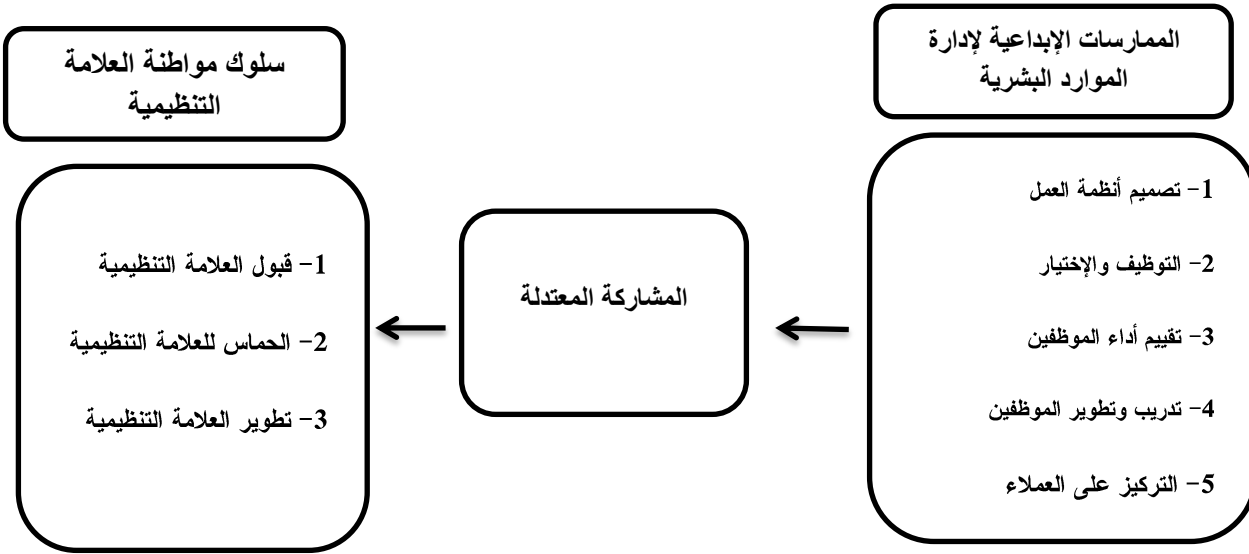 الممارسات الإبداعية لإدارة
الموارد البشرية
1- تصميم أنظمة العمل
2- التوظيف والإختيار
3- تقييم أداء الموظفين
4- تدريب وتطوير الموظفين
5- التركيز على العملاء
المشاركة المعتدلة
سلوك مواطنة العلامة
التنظيمية
1- قبول العلامة التنظيمية
2- الحماس للعلامة التنظيمية
3- تطوير العلامة التنظيمية